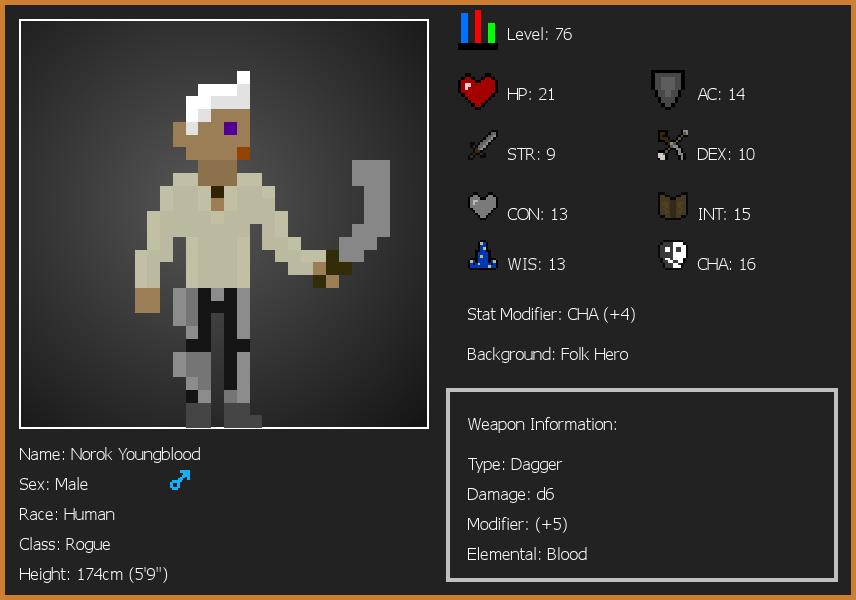 Level: 76
HP: 21
AC: 14
STR: 9
DEX: 10
CON: 13
INT: 15
WIS: 13
CHA: 16
Stat Modifier: CHA (+4)
Background: Folk Hero
Weapon Information:
Type: Dagger
Damage: d6
Modifier: (+5)
Elemental: Blood
Name: Norok Youngblood
Sex: Male
Race: Human
Class: Rogue
Height: 174cm (5'9")